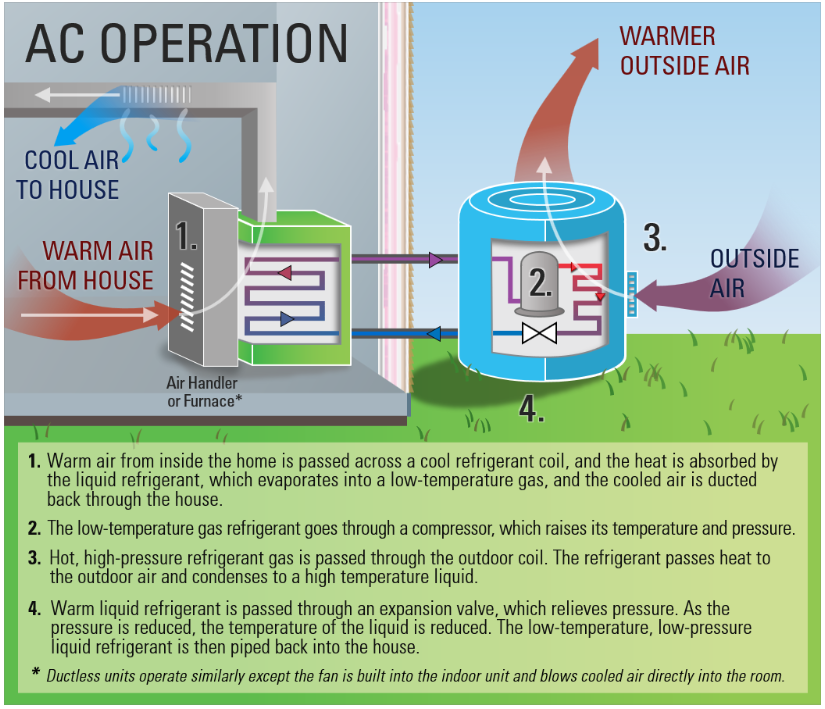 AC OPERATION
WARMER
OUTSIDE AIR
COOL AIR
TO HOUSE
1.
WARM AIR
FROM HOUSE
3.
2.
OUTSIDE
AIR
Air Handler
or Furnace*
4.
1. Warm air from inside the home is passed across a cool refrigerant coil, and the heat is absorbed by
the liquid refrigerant, which evaporates into a low-temperature gas, and the cooled air is ducted
back through the house.
2. The low-temperature gas refrigerant goes through a compressor, which raises its temperature and pressure.
3. Hot, high-pressure refrigerant gas is passed through the outdoor coil. The refrigerant passes heat to
the outdoor air and condenses to a high temperature liquid.
4. Warm liquid refrigerant is passed through an expansion valve, which relieves pressure. As the
pressure is reduced, the temperature of the liquid is reduced. The low-temperature, low-pressure
liquid refrigerant is then piped back into the house.
* Ductless units operate similarly except the fan is built into the indoor unit and blows cooled air directly into the room.